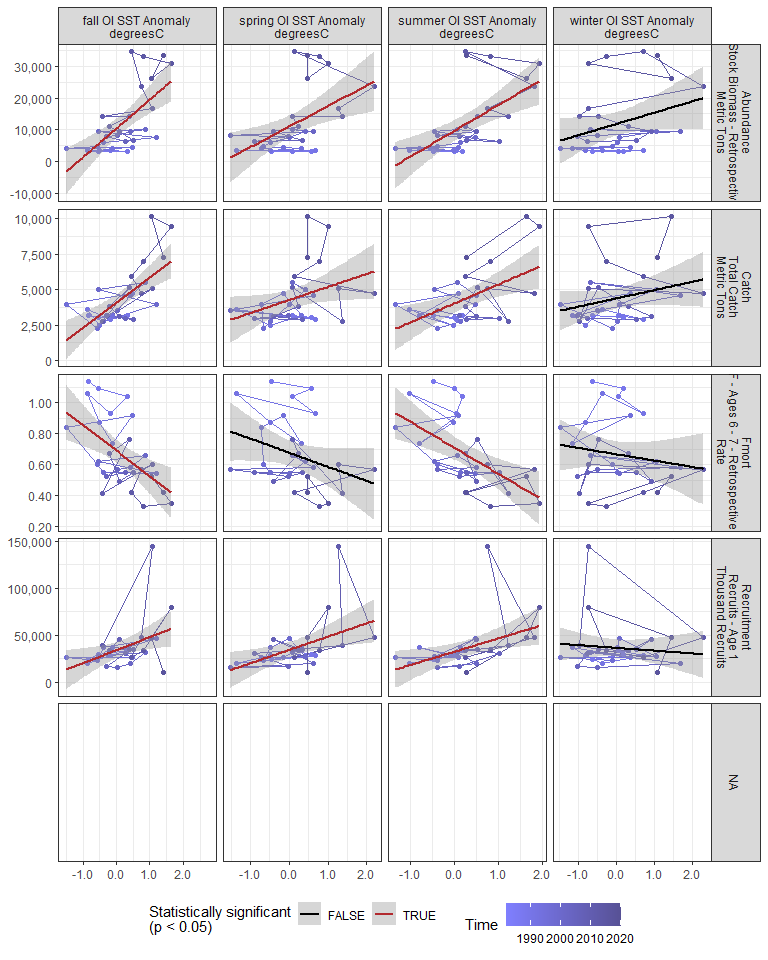 fall OI SST Anomaly
degreesC
spring OI SST Anomaly
degreesC
summer OI SST Anomaly
degreesC
winter OI SST Anomaly
degreesC
30,000
20,000
10,000
0
-10,000
Abundance
Stock Biomass - Retrospectiv
Metric Tons
10,000
7,500
5,000
2,500
0
Catch
Total Catch
Metric Tons
1.00
0.80
0.60
0.40
0.20
Fmort
F - Ages 6 - 7 - Retrospective
Rate
150,000
100,000
50,000
0
Recruitment
Recruits - Age 1
Thousand Recruits
NA
-1.0 0.0 1.0 2.0
-1.0 0.0 1.0 2.0
-1.0 0.0 1.0 2.0
-1.0 0.0 1.0 2.0
Statistically significant
(p < 0.05)
FALSE
TRUE
Time
1990 2000 2010 2020